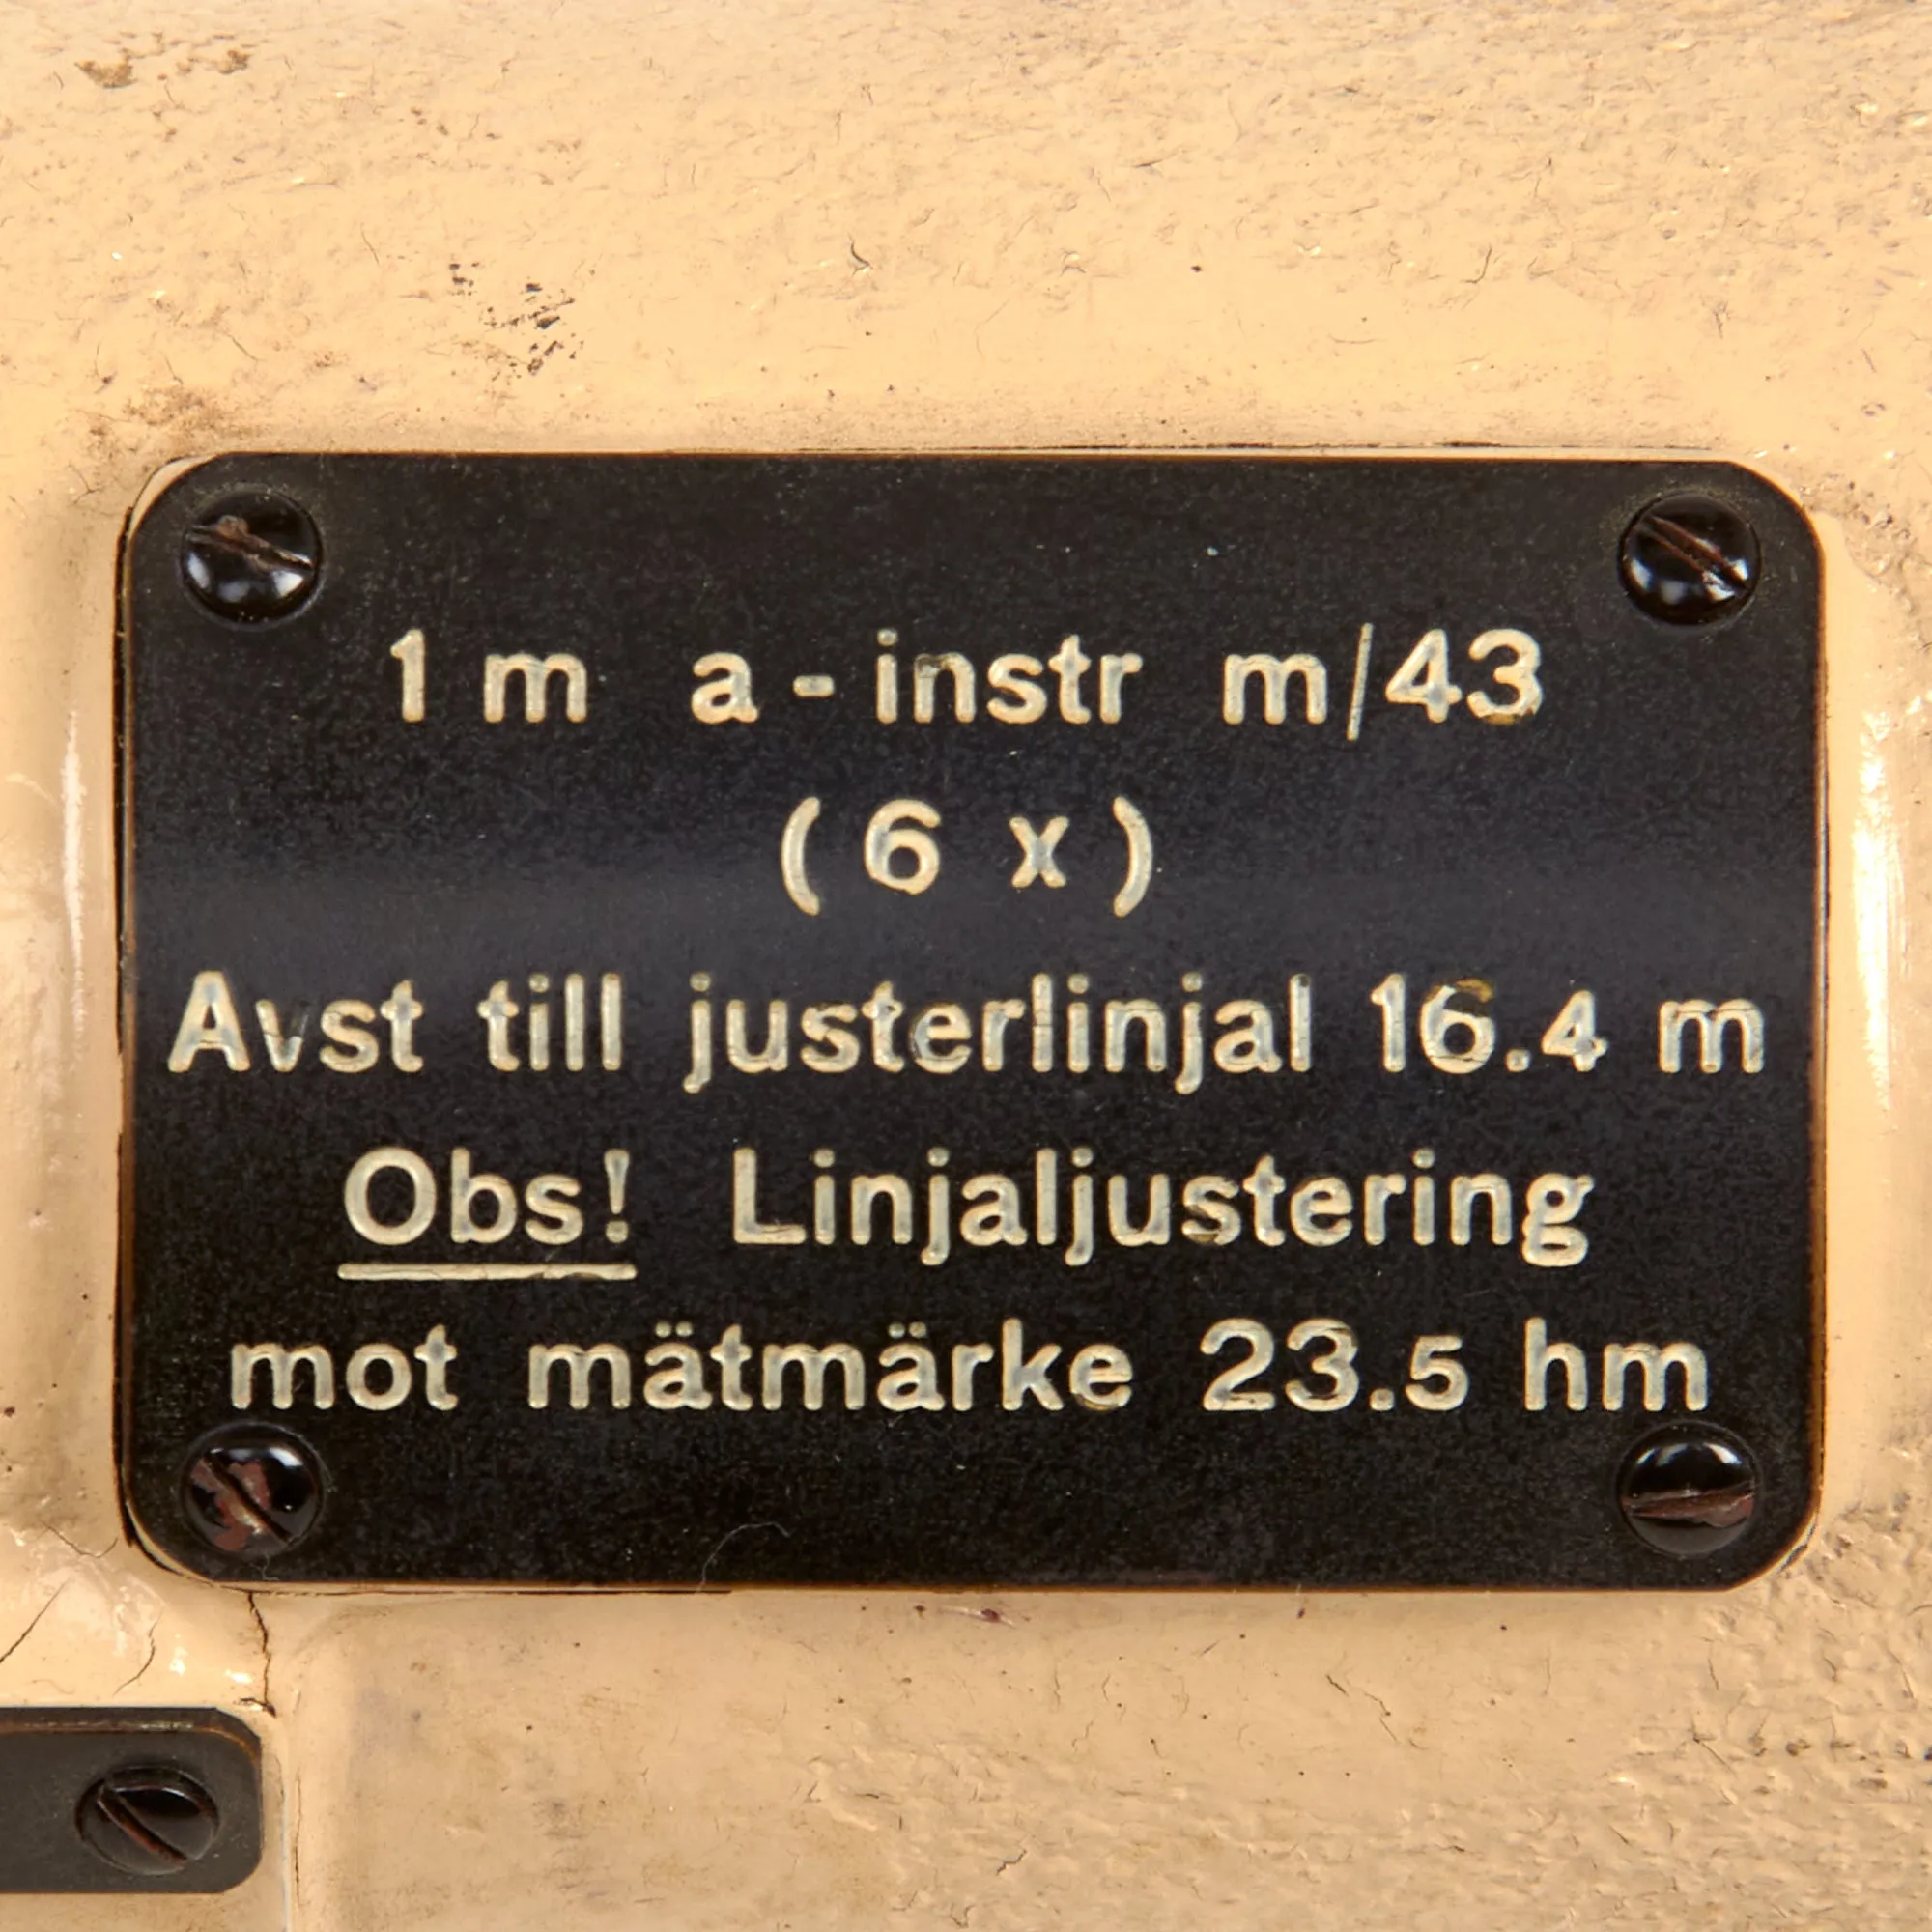 1 m a - instr m/43
( 6 x )
Avst till justerlinjal 16.4 m
Obs! Linjaljustering
mot mätmärke 23.5 hm